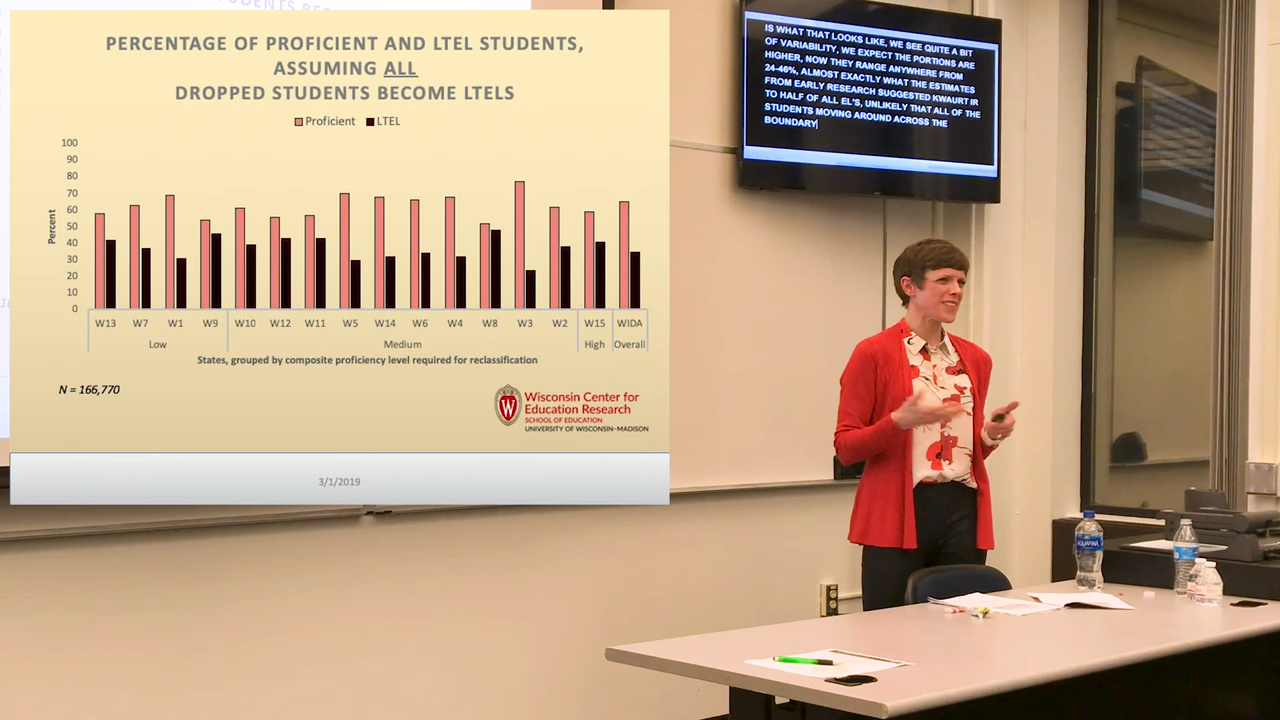 PERCENTAGE OF PROFICIENT AND LTEL STUDENTS,
ASSUMING ALL
DROPPED STUDENTS BECOME LTELS
Proficient LTEL
100
90
80
70
60
50
40
30
20
10
0
Percent
W13 W7 W1 W9 W10 W12 W11 W5 W14 W6 W4 W8 W3 W2 W15 WIDA
Low Medium High Overall
States, grouped by composite proficiency level required for reclassification
N = 166,770
W
Wisconsin Center for
Education Research
SCHOOL OF EDUCATION
UNIVERSITY OF WISCONSIN–MADISON
3/1/2019
IS WHAT THAT LOOKS LIKE, WE SEE QUITE A BIT
OF VARIABILITY, WE EXPECT THE PORTIONS ARE
HIGHER, NOW THEY RANGE ANYWHERE FROM
24-46%, ALMOST EXACTLY WHAT THE ESTIMATES
FROM EARLY RESEARCH SUGGESTED KWAURT IR
TO HALF OF ALL EL'S, UNLIKELY THAT ALL OF THE
STUDENTS MOVING AROUND ACROSS THE
BOUNDARY
AQUAFINA